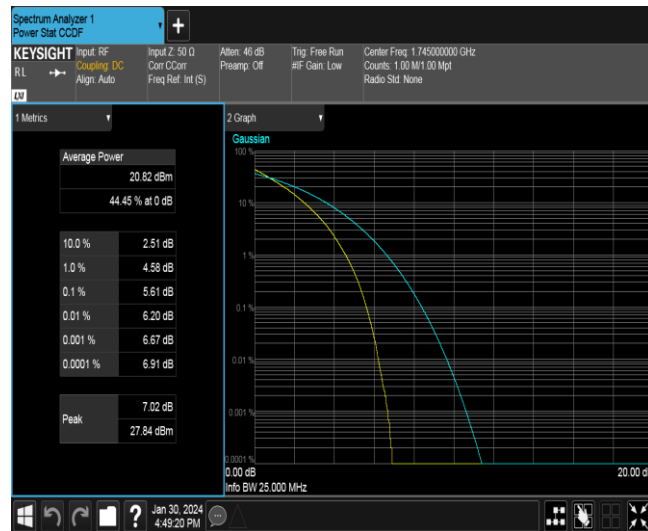 Spectrum Analyzer 1
Power Stat CCDF
+
KEYSIGHT
RL
LXI
Input: RF
Coupling: DC
Align: Auto
Input Z: 50 Ω
Corr CCorr
Freq Ref: Int (S)
Atten: 46 dB
Preamp: Off
Trig: Free Run
#IF Gain: Low
Center Freq: 1.745000000 GHz
Counts: 1.00 M/1.00 Mpt
Radio Std: None
1 Metrics
Average Power
20.82 dBm
44.45 % at 0 dB
10.0 % 2.51 dB
1.0 % 4.58 dB
0.1 % 5.61 dB
0.01 % 6.20 dB
0.001 % 6.67 dB
0.0001 % 6.91 dB
Peak
7.02 dB
27.84 dBm
2 Graph
Gaussian
100 %
10 %
1 %
0.1 %
0.01 %
0.001 %
0.0001 %
0.00 dB
20.00 d
Info BW 25.000 MHz
?
Jan 30, 2024
4:49:20 PM